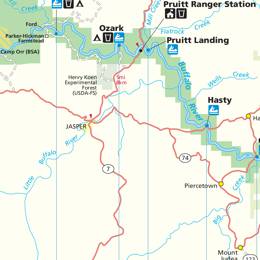 Pruitt Ranger Station
Ozark
Ford
Parker-Hickman
Farmstead
Camp Orr (BSA)
Creek
Mill
Pruitt Landing
Flatrock
Creek
Buffalo
River
Wells
Creek
Henry Koen
Experimental
Forest
(USDA-FS)
5mi
8km
Hasty
Ha
JASPER
Little
Buffalo
River
74
7
Piercetown
Big
Creek
Mount
Judea
123